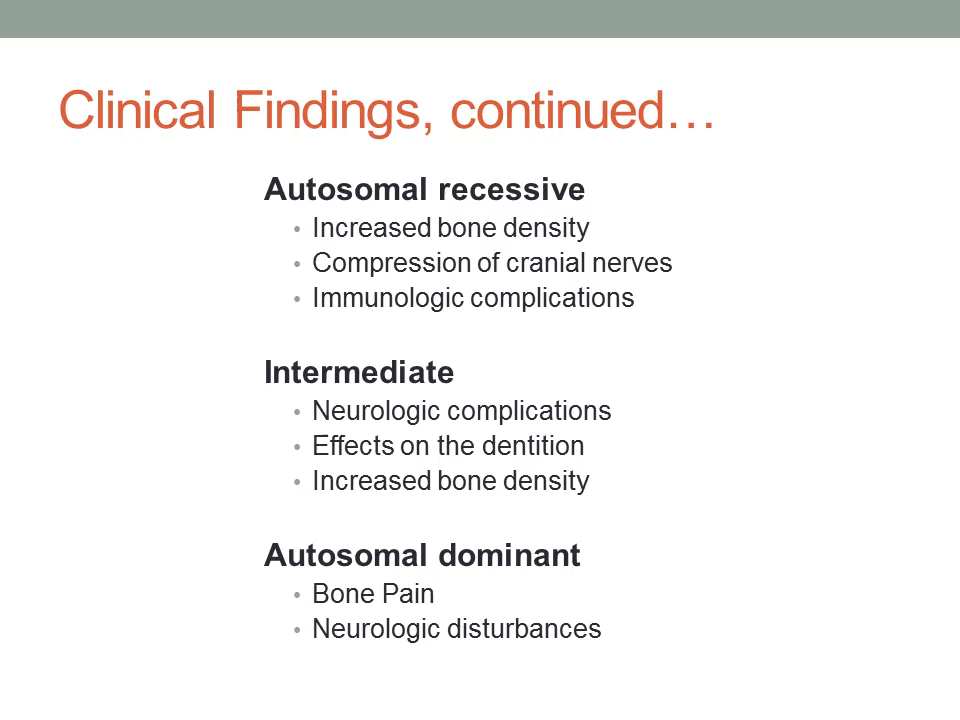 Clinical Findings, continued…
Autosomal recessive
• Increased bone density
• Compression of cranial nerves
• Immunologic complications
Intermediate
• Neurologic complications
• Effects on the dentition
• Increased bone density
Autosomal dominant
• Bone Pain
• Neurologic disturbances